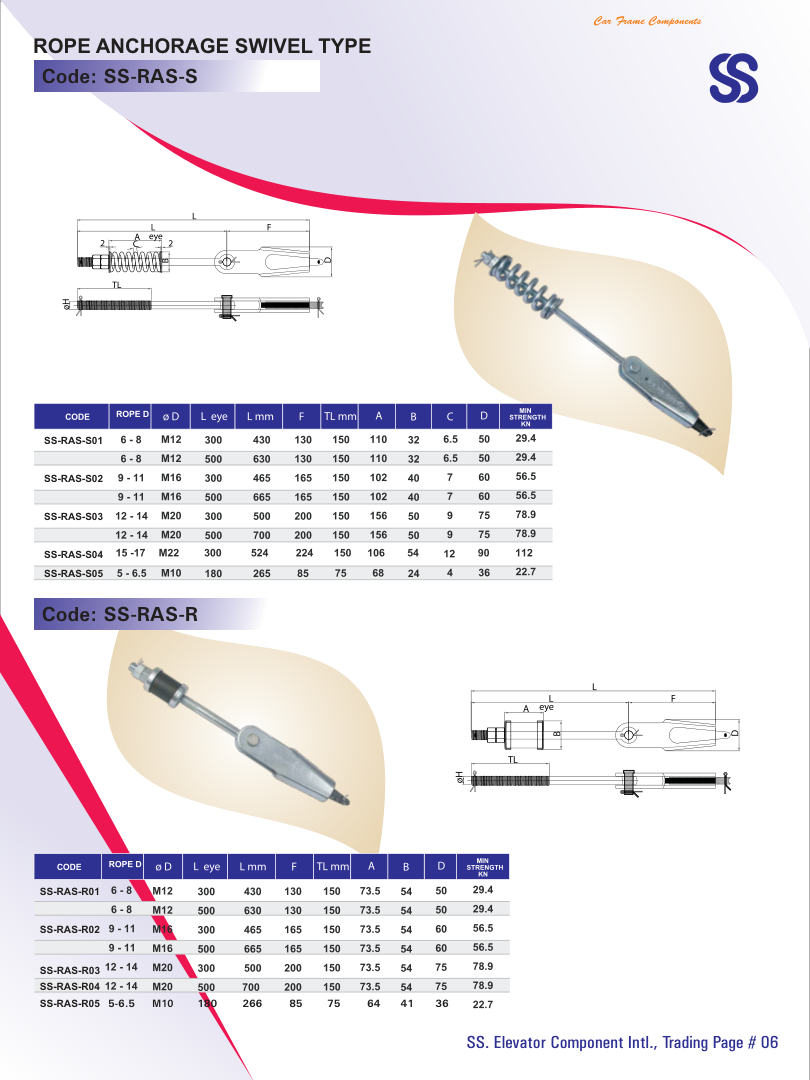 Car Frame Components
ROPE ANCHORAGE SWIVEL TYPE
Code: SS-RAS-S
SS
L
L F
A eye
2 C 2
B D
TL
øH
CODE ROPE D ø D L eye L mm F TL mm A B C D MIN STRENGTH KN
SS-RAS-S01 6 - 8 M12 300 430 130 150 110 32 6.5 50 29.4
6 - 8 M12 500 630 130 150 110 32 6.5 50 29.4
SS-RAS-S02 9 - 11 M16 300 465 165 150 102 40 7 60 56.5
9 - 11 M16 500 665 165 150 102 40 7 60 56.5
SS-RAS-S03 12 - 14 M20 300 500 200 150 156 50 9 75 78.9
12 - 14 M20 500 700 200 150 156 50 9 75 78.9
SS-RAS-S04 15 -17 M22 300 524 224 150 106 54 12 90 112
SS-RAS-S05 5 - 6.5 M10 180 265 85 75 68 24 4 36 22.7
Code: SS-RAS-R
L
L F
A eye
B D
TL
øH
CODE ROPE D ø D L eye L mm F TL mm A B D MIN STRENGTH KN
SS-RAS-R01 6 - 8 M12 300 430 130 150 73.5 54 50 29.4
6 - 8 M12 500 630 130 150 73.5 54 50 29.4
SS-RAS-R02 9 - 11 M16 300 465 165 150 73.5 54 60 56.5
9 - 11 M16 500 665 165 150 73.5 54 60 56.5
SS-RAS-R03 12 - 14 M20 300 500 200 150 73.5 54 75 78.9
SS-RAS-R04 12 - 14 M20 500 700 200 150 73.5 54 75 78.9
SS-RAS-R05 5-6.5 M10 180 266 85 75 64 41 36 22.7
SS. Elevator Component Intl., Trading Page # 06